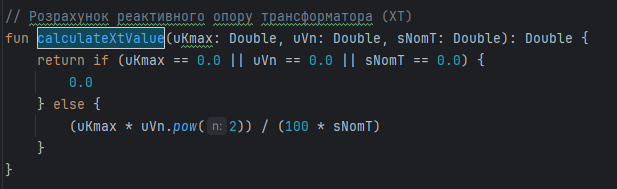 // Розрахунок реактивного опору трансформатора (XT)
fun calculateXtValue(uKmax: Double, uVn: Double, sNomT: Double): Double {
    return if (uKmax == 0.0 || uVn == 0.0 || sNomT == 0.0) {
        0.0
    } else {
        (uKmax * uVn.pow( n: 2)) / (100 * sNomT)
    }
}